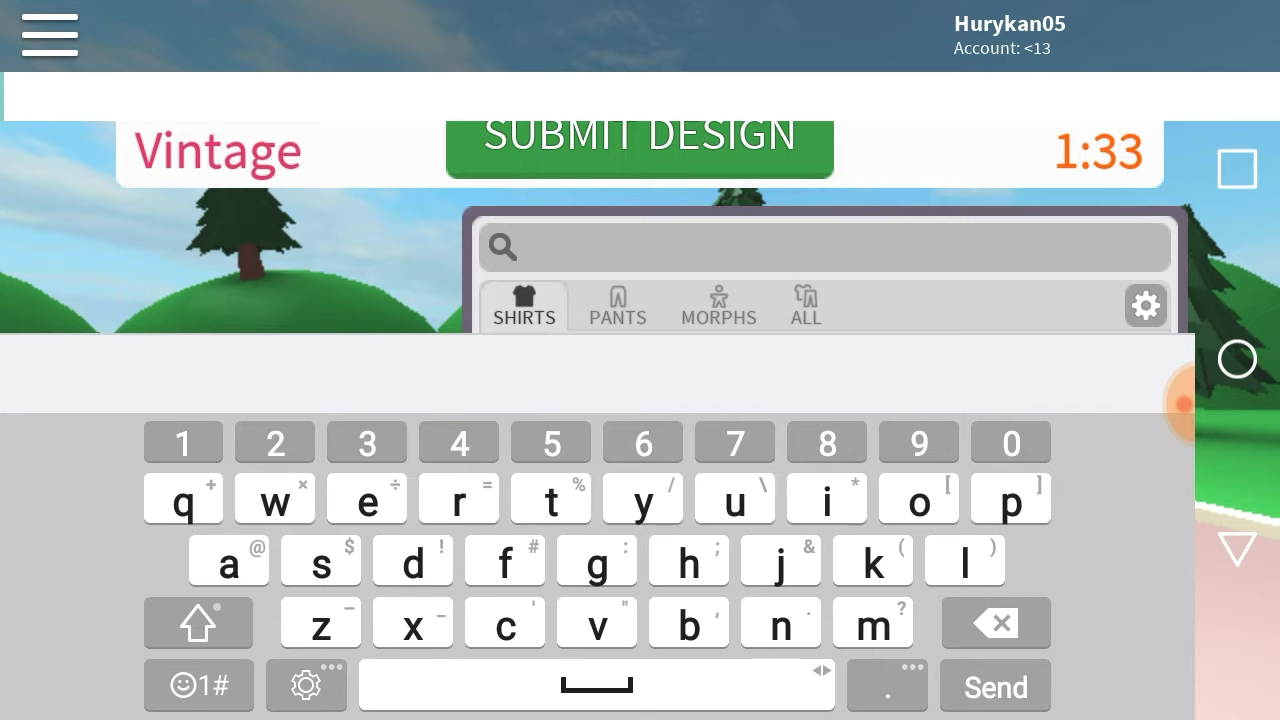 Hurykan05
Account: <13
Vintage
SUBMIT DESIGN
1:33
SHIRTS
PANTS
MORPHS
ALL
1 2 3 4 5 6 7 8 9 0
q + w × e ÷ r = t % y / u \ i * o [ p ]
a @ s $ d ! f # g : h ; j & k ( l )
z – x _ c ' v " b , n . m ?
1# . Send